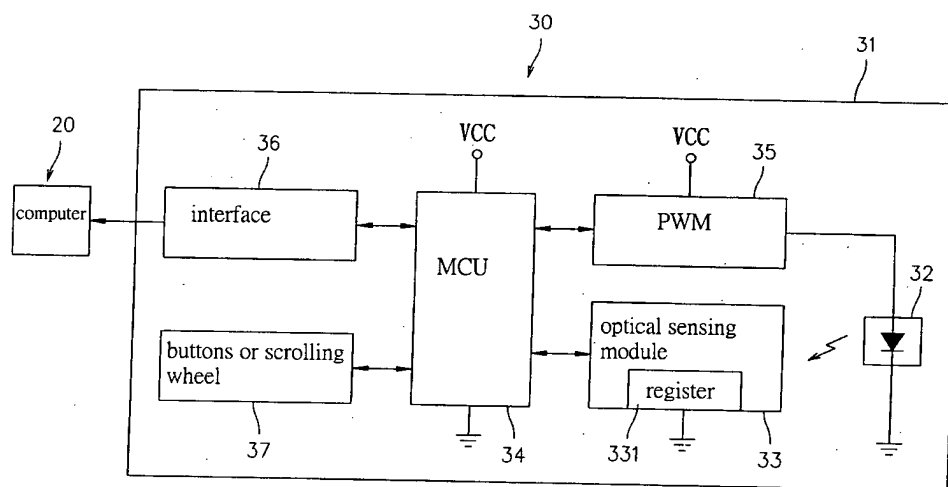 30
31
20
36
VCC
VCC
35
computer
interface
MCU
PWM
32
buttons or scrolling
wheel
optical sensing
module
register
37
34
331
33